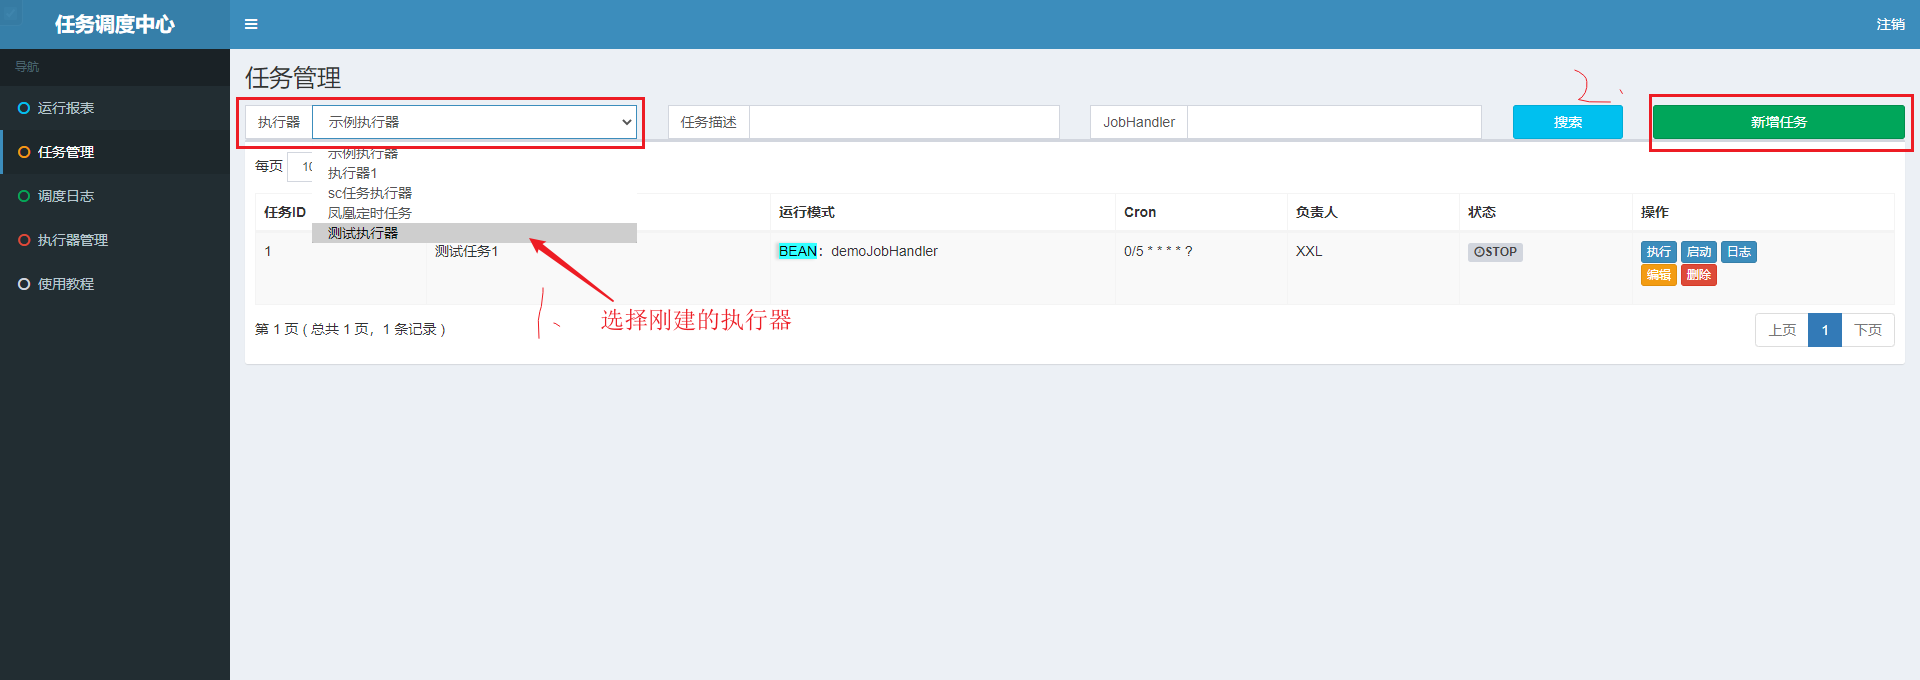 任务调度中心
注销
导航
运行报表
任务管理
调度日志
执行器管理
使用教程
任务管理
2、
执行器 示例执行器 任务描述 JobHandler 搜索 新增任务
示例执行器
执行器1
sc任务执行器
凤凰定时任务
测试执行器
每页 10
任务ID 运行模式 Cron 负责人 状态 操作
1 测试任务1 BEAN：demoJobHandler 0/5 * * * * ? XXL STOP 执行 启动 日志
编辑 删除
1、 选择刚建的执行器
第 1 页 ( 总共 1 页，1 条记录 ) 上页 1 下页